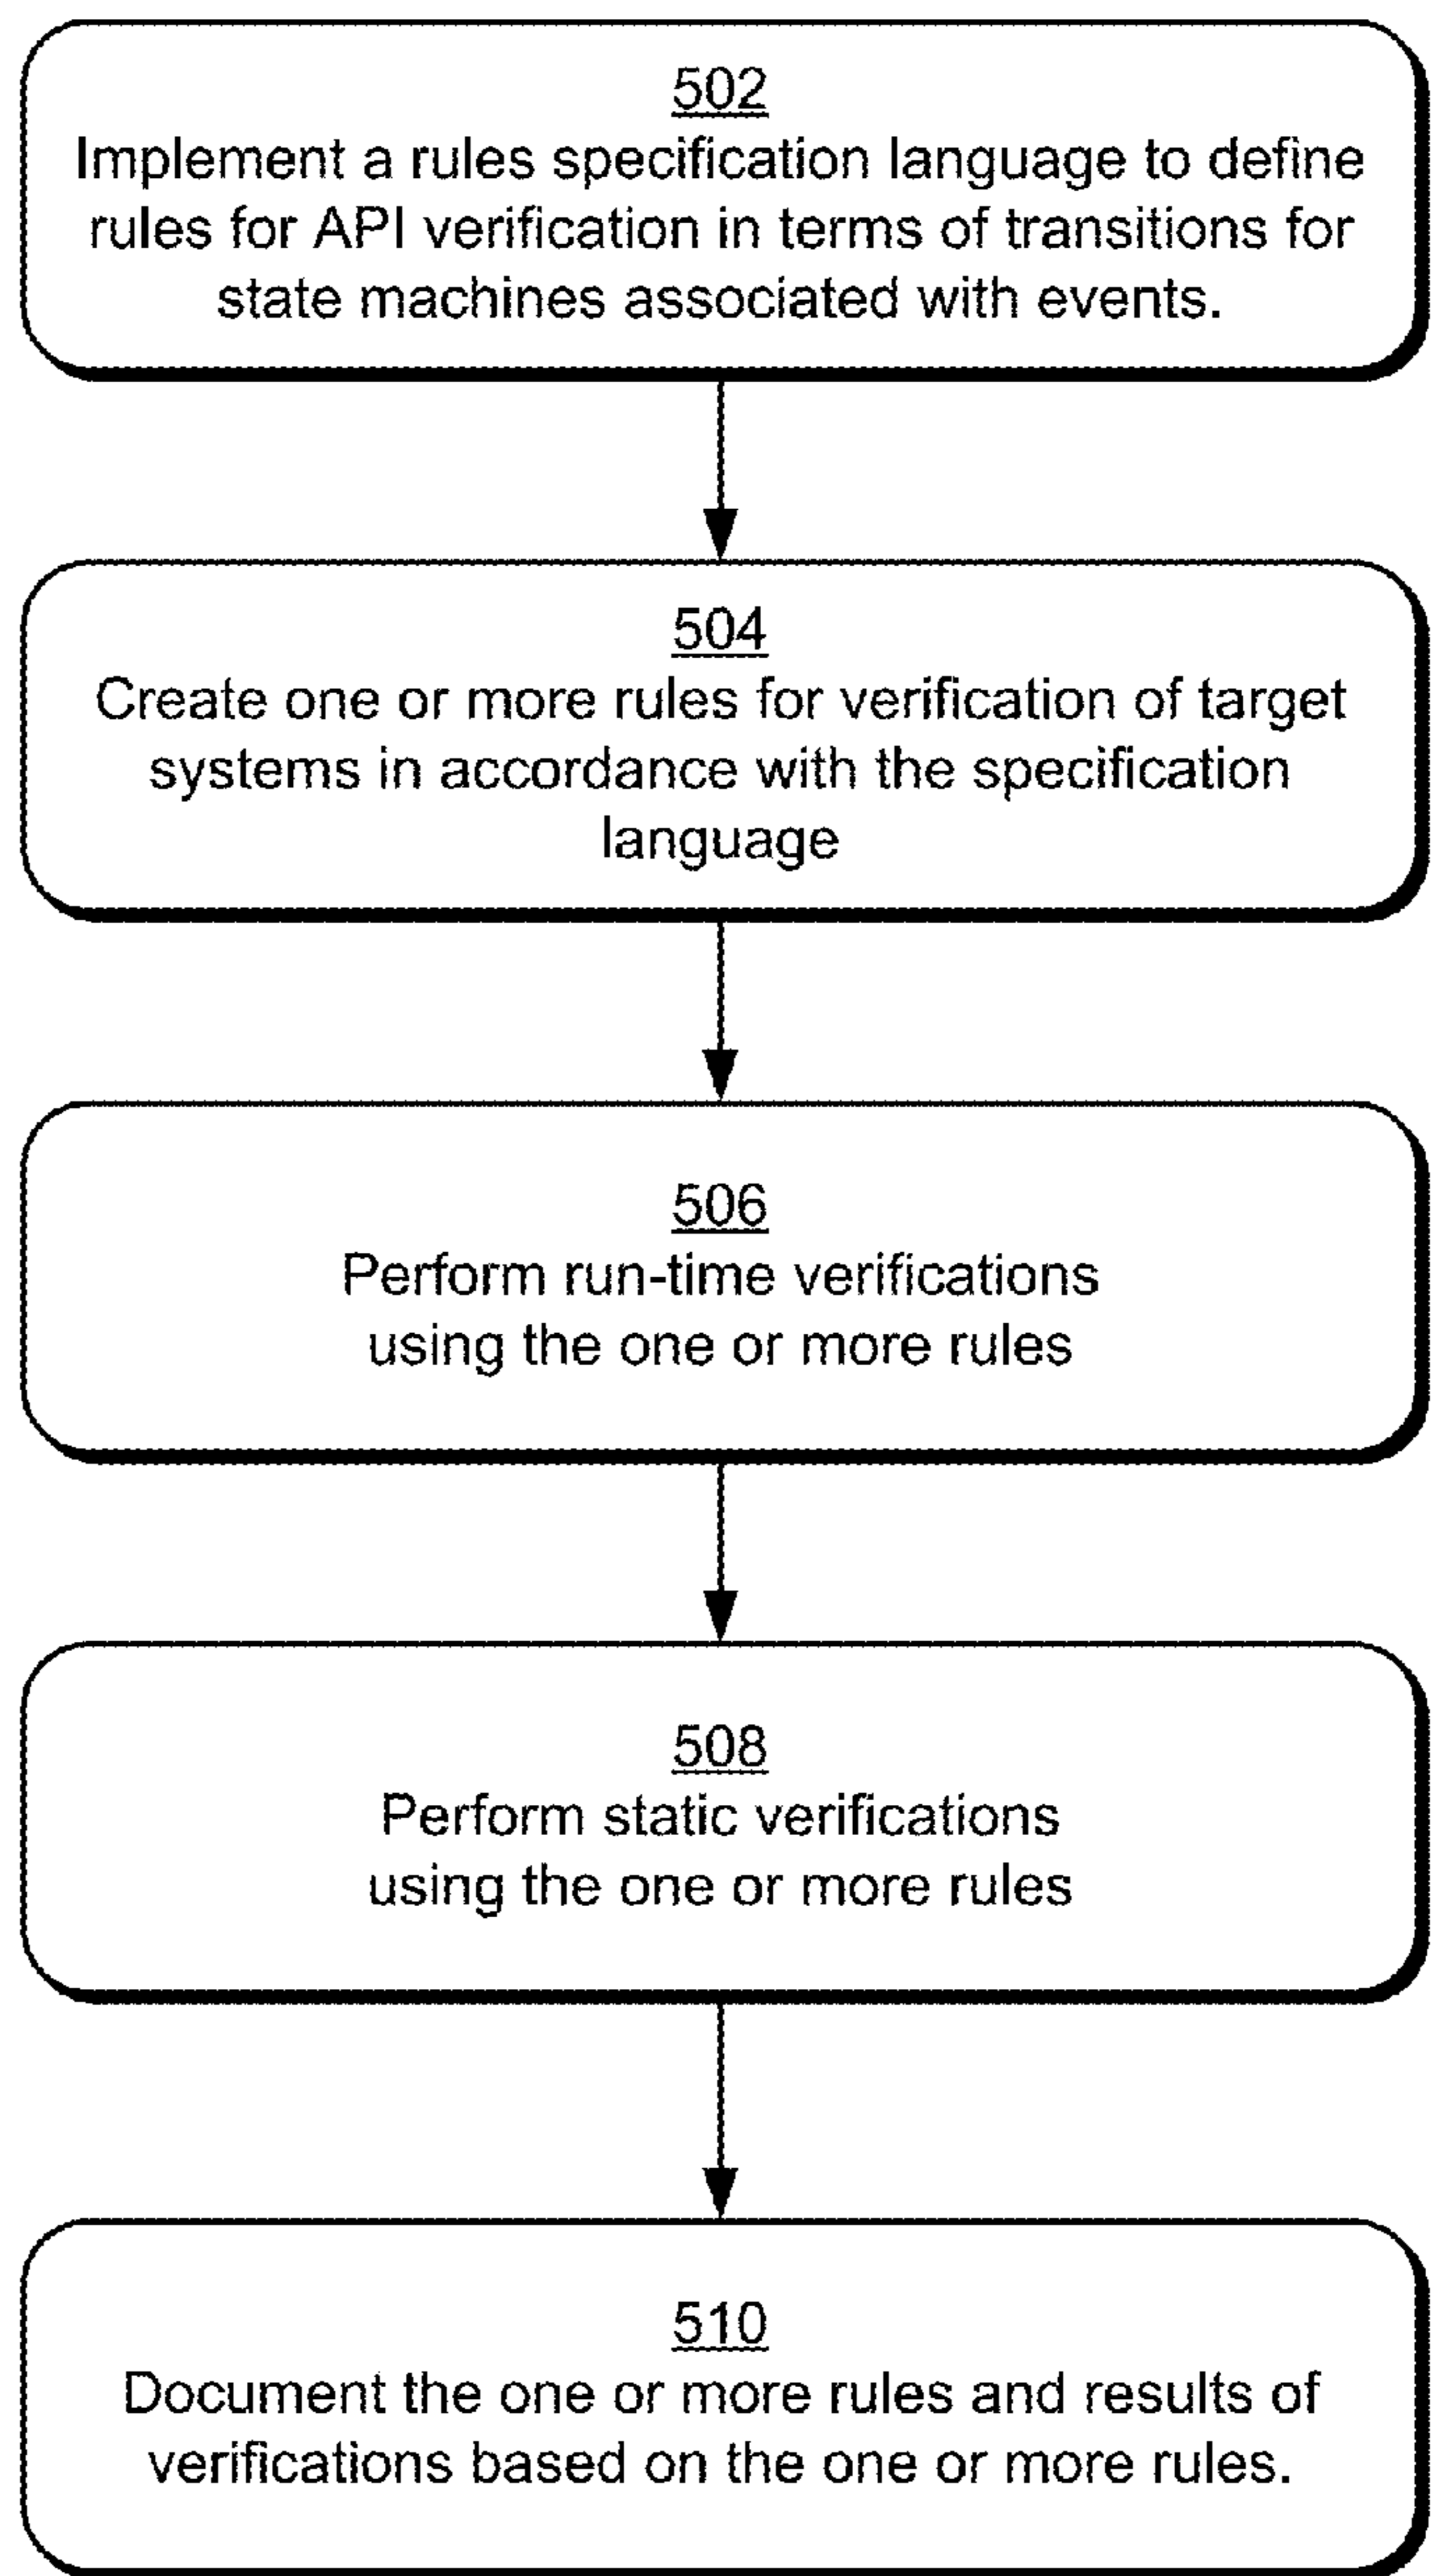 502
Implement a rules specification language to define
rules for API verification in terms of transitions for
state machines associated with events.
504
Create one or more rules for verification of target
systems in accordance with the specification
language
506
Perform run-time verifications
using the one or more rules
508
Perform static verifications
using the one or more rules
510
Document the one or more rules and results of
verifications based on the one or more rules.